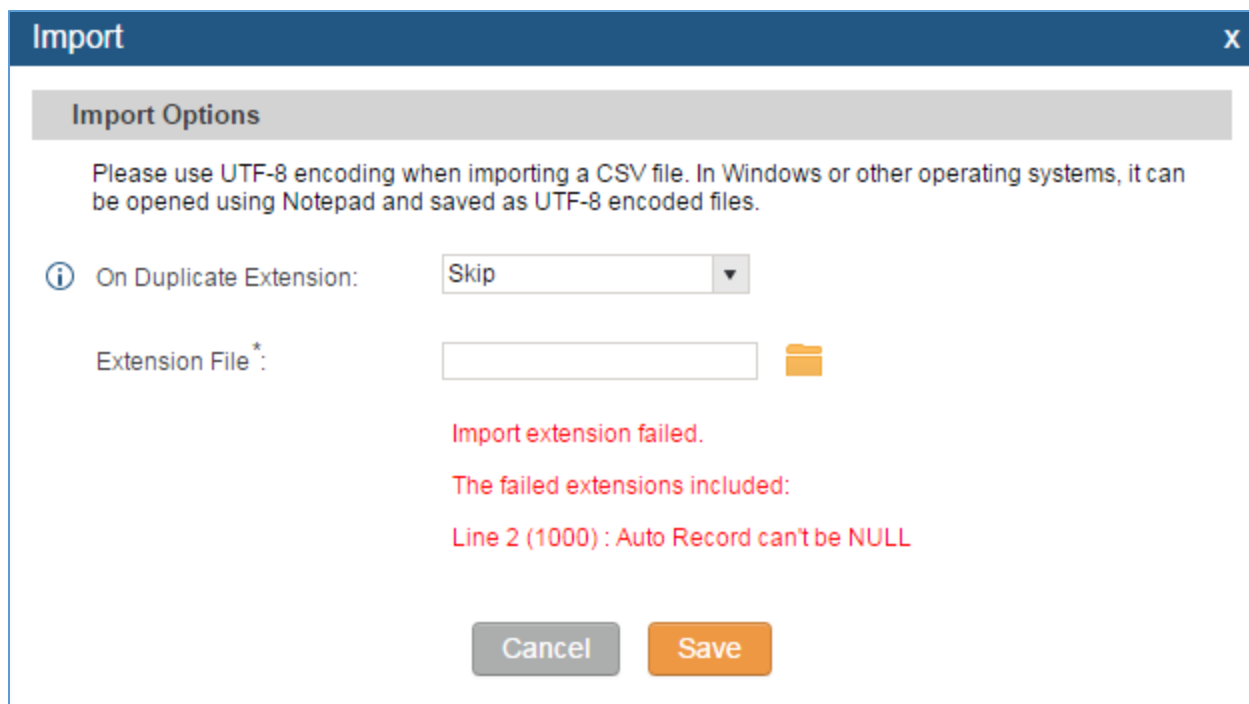 Import
X
Import Options
Please use UTF-8 encoding when importing a CSV file. In Windows or other operating systems, it can
be opened using Notepad and saved as UTF-8 encoded files.
On Duplicate Extension: Skip
Extension File*:
Import extension failed.
The failed extensions included:
Line 2 (1000) : Auto Record can't be NULL
Cancel Save